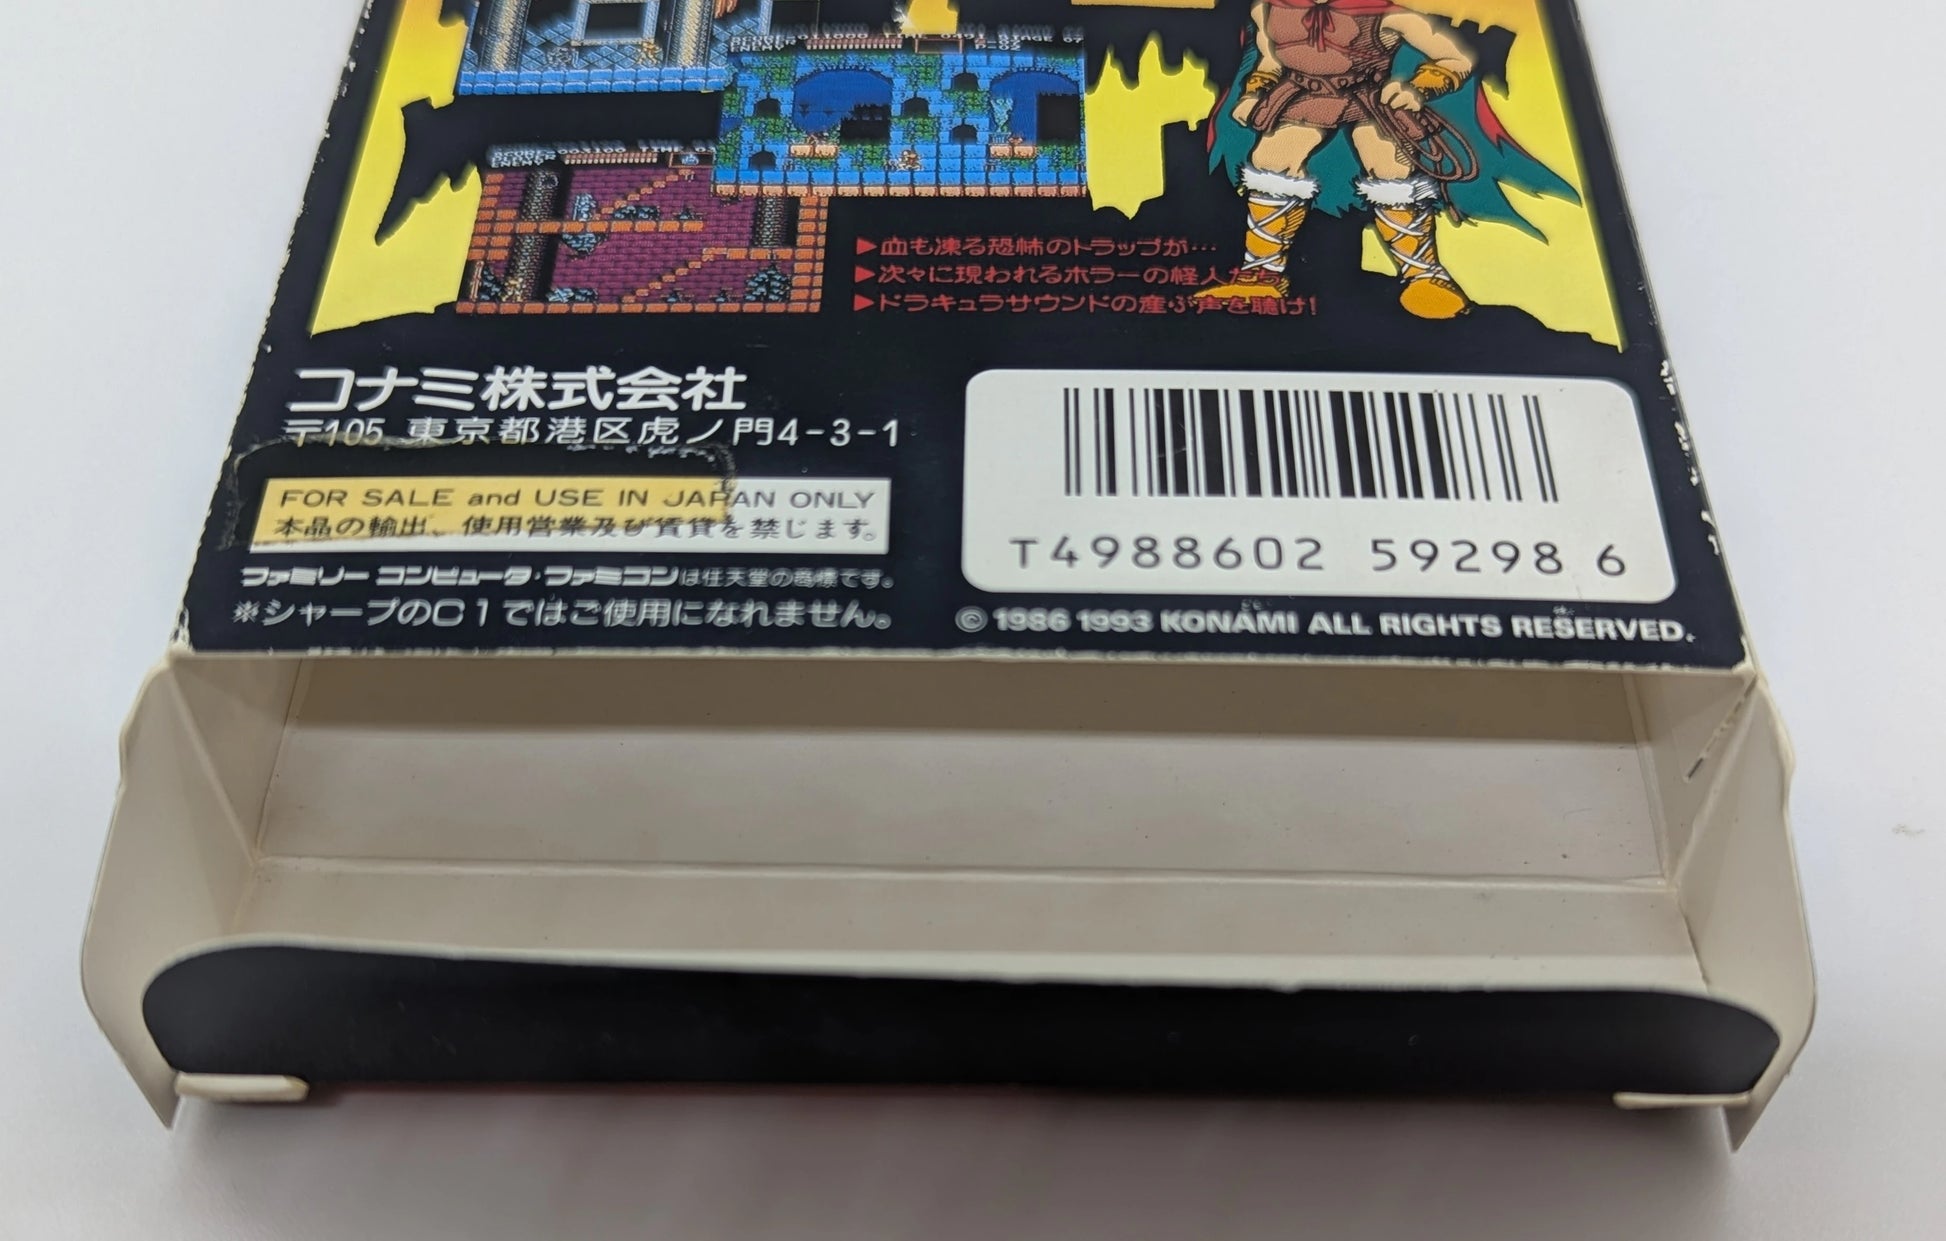 ENEMY
P-02
ENEMY
▶血も凍る恐怖のトラップが…
▶次々に現われるホラーの怪人たち
▶ドラキュラサウンドの産ぶ声を聴け!
コナミ株式会社
〒105 東京都港区虎ノ門4-3-1
FOR SALE and USE IN JAPAN ONLY
本品の輸出、使用営業及び賃貸を禁じます。
ファミリーコンピュータ・ファミコンは任天堂の商標です。
※シャープのC1ではご使用になれません。
T4988602 59298 6
© 1986 1993 KONAMI ALL RIGHTS RESERVED.